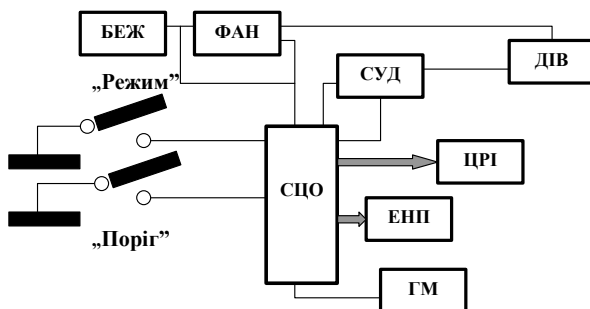 БЕЖ
ФАН
ДІВ
СУД
„Режим”
СЦО
ЦРІ
ЕНП
„Поріг”
ГМ